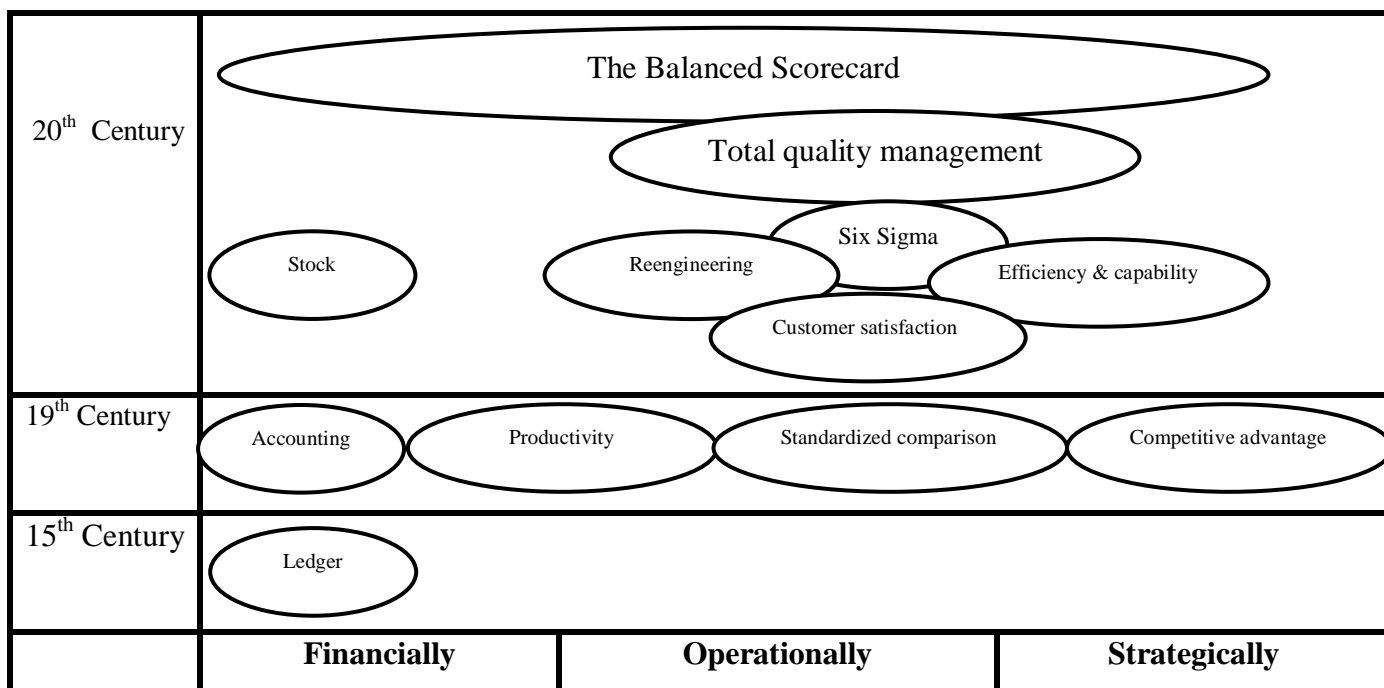 The Balanced Scorecard
20th Century
Total quality management
Six Sigma
Stock
Reengineering
Efficiency & capability
Customer satisfaction
19th Century
Accounting
Productivity
Standardized comparison
Competitive advantage
15th Century
Ledger
Financially
Operationally
Strategically